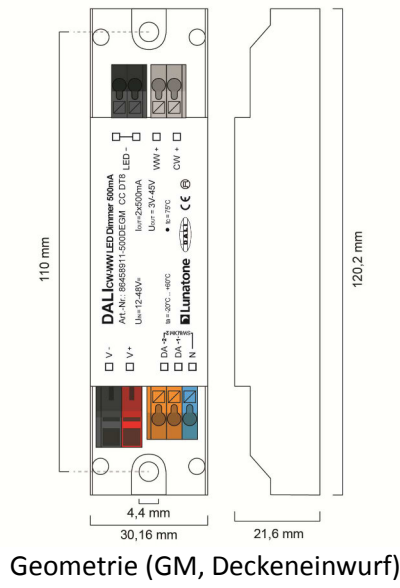 LED -
WW +
CW +
DALI CW-WW LED Dimmer 500mA
Art.-Nr.: 86458911-500DEGM CC DT8
Iout=2x500mA
Uout = 3V-45V
Uin=12-48V=
ta = -20°C ... +60°C
tc = 75°C
Lunatone
DALI
CE
V -
V +
DA
DA
N
110 mm
120,2 mm
4,4 mm
30,16 mm
21,6 mm
Geometrie (GM, Deckeneinwurf)